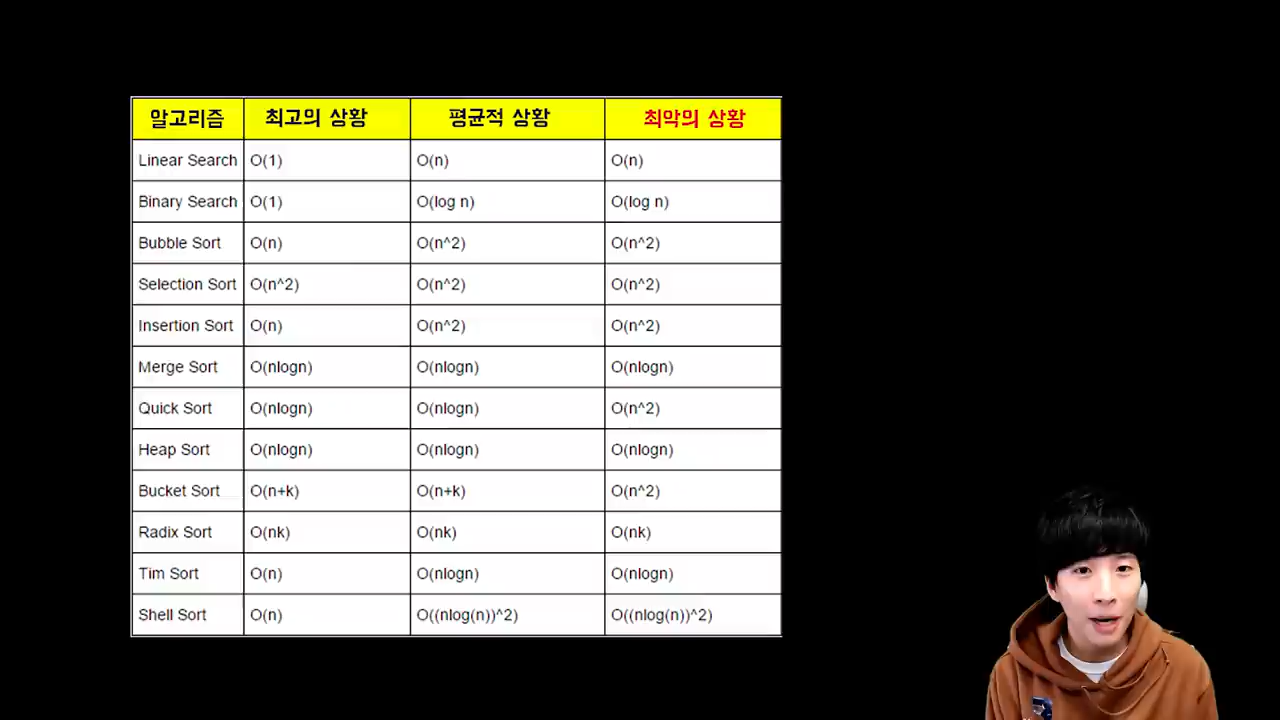 알고리즘 최고의 상황 평균적 상황 최악의 상황
Linear Search O(1) O(n) O(n)
Binary Search O(1) O(log n) O(log n)
Bubble Sort O(n) O(n^2) O(n^2)
Selection Sort O(n^2) O(n^2) O(n^2)
Insertion Sort O(n) O(n^2) O(n^2)
Merge Sort O(nlogn) O(nlogn) O(nlogn)
Quick Sort O(nlogn) O(nlogn) O(n^2)
Heap Sort O(nlogn) O(nlogn) O(nlogn)
Bucket Sort O(n+k) O(n+k) O(n^2)
Radix Sort O(nk) O(nk) O(nk)
Tim Sort O(n) O(nlogn) O(nlogn)
Shell Sort O(n) O((nlog(n))^2) O((nlog(n))^2)